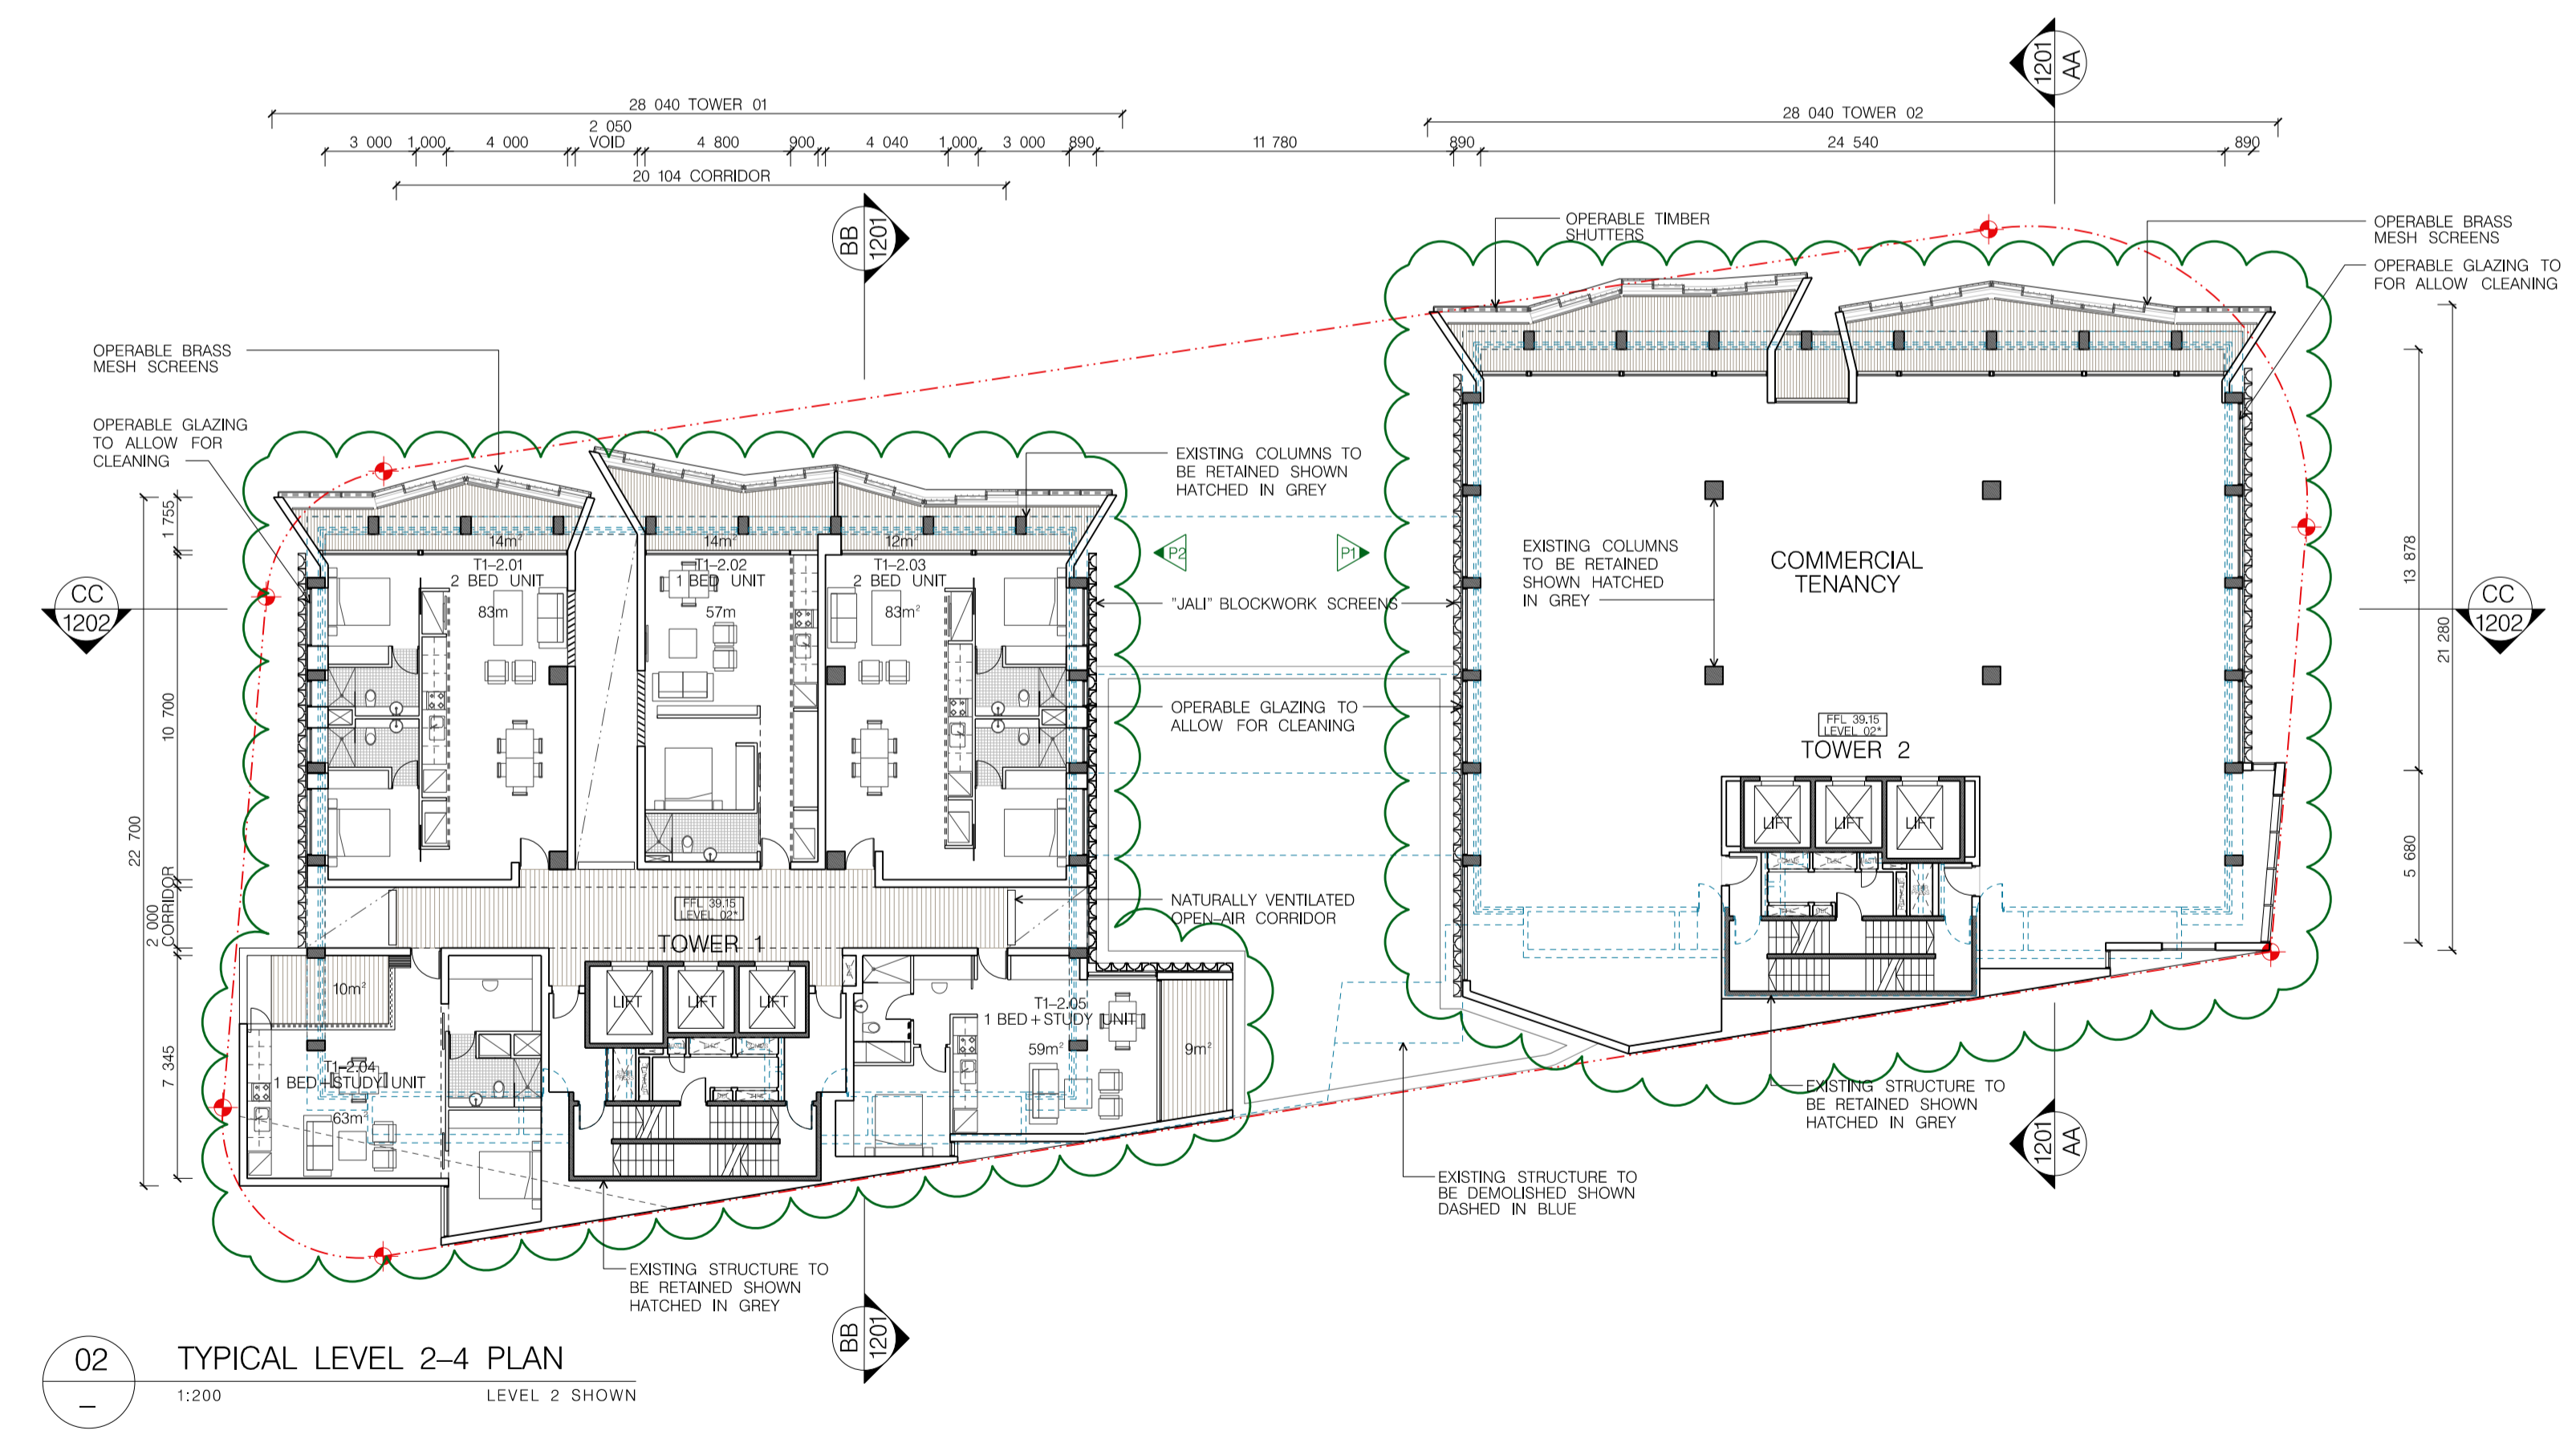 28 040 TOWER 01
3 000
1,000
4 000
2 050
VOID
4 800
900
4 040
1,000
3 000
890
11 780
20 104 CORRIDOR
28 040 TOWER 02
890
24 540
890
1201
AA
BB
1201
OPERABLE TIMBER
SHUTTERS
OPERABLE BRASS
MESH SCREENS
OPERABLE GLAZING TO
FOR ALLOW CLEANING
OPERABLE BRASS
MESH SCREENS
OPERABLE GLAZING
TO ALLOW FOR
CLEANING
EXISTING COLUMNS TO
BE RETAINED SHOWN
HATCHED IN GREY
1 755
10 700
22 700
2 000
CORRIDOR
7 345
CC
1202
14m²
T1–2.01
2 BED UNIT
83m
14m²
T1–2.02
1 BED UNIT
57m
12m²
T1–2.03
2 BED UNIT
83m²
P2
P1
"JALI" BLOCKWORK SCREENS
EXISTING COLUMNS
TO BE RETAINED
SHOWN HATCHED
IN GREY
COMMERCIAL
TENANCY
13 878
21 280
5 680
CC
1202
OPERABLE GLAZING TO
ALLOW FOR CLEANING
FFL 39.15
LEVEL 02*
TOWER 2
LIFT
LIFT
LIFT
NATURALLY VENTILATED
OPEN–AIR CORRIDOR
FFL 39.15
LEVEL 02*
TOWER 1
LIFT
LIFT
LIFT
10m²
T1–2.04
1 BED+STUDY UNIT
63m²
T1–2.05
1 BED+STUDY UNIT
59m²
9m²
EXISTING STRUCTURE TO
BE RETAINED SHOWN
HATCHED IN GREY
EXISTING STRUCTURE TO
BE DEMOLISHED SHOWN
DASHED IN BLUE
1201
AA
EXISTING STRUCTURE TO
BE RETAINED SHOWN
HATCHED IN GREY
BB
1201
02
–
TYPICAL LEVEL 2–4 PLAN
1:200
LEVEL 2 SHOWN